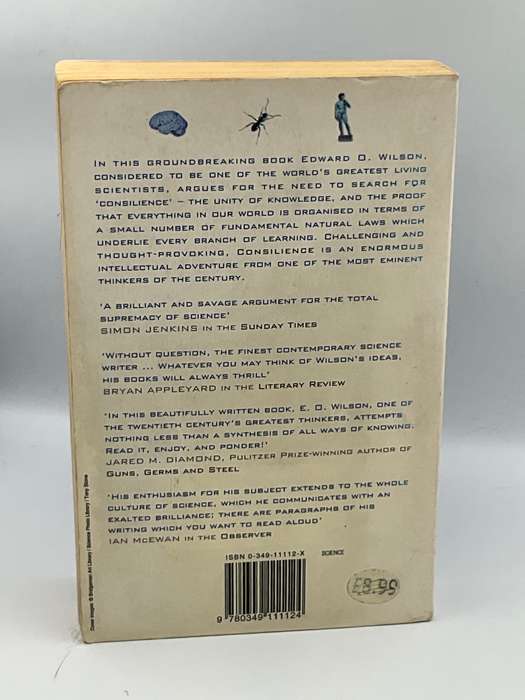 IN THIS GROUNDBREAKING BOOK EDWARD O. WILSON,
CONSIDERED TO BE ONE OF THE WORLD'S GREATEST LIVING
SCIENTISTS, ARGUES FOR THE NEED TO SEARCH FOR
'CONSILIENCE' – THE UNITY OF KNOWLEDGE, AND THE PROOF
THAT EVERYTHING IN OUR WORLD IS ORGANISED IN TERMS OF
A SMALL NUMBER OF FUNDAMENTAL NATURAL LAWS WHICH
UNDERLIE EVERY BRANCH OF LEARNING. CHALLENGING AND
THOUGHT-PROVOKING, CONSILIENCE IS AN ENORMOUS
INTELLECTUAL ADVENTURE FROM ONE OF THE MOST EMINENT
THINKERS OF THE CENTURY.
'A BRILLIANT AND SAVAGE ARGUMENT FOR THE TOTAL
SUPREMACY OF SCIENCE'
SIMON JENKINS IN THE SUNDAY TIMES
'WITHOUT QUESTION, THE FINEST CONTEMPORARY SCIENCE
WRITER ... WHATEVER YOU MAY THINK OF WILSON'S IDEAS,
HIS BOOKS WILL ALWAYS THRILL'
BRYAN APPLEYARD IN THE LITERARY REVIEW
'IN THIS BEAUTIFULLY WRITTEN BOOK, E. O. WILSON, ONE OF
THE TWENTIETH CENTURY'S GREATEST THINKERS, ATTEMPTS
NOTHING LESS THAN A SYNTHESIS OF ALL WAYS OF KNOWING.
READ IT, ENJOY, AND PONDER!'
JARED M. DIAMOND, PULITZER PRIZE-WINNING AUTHOR OF
GUNS, GERMS AND STEEL
'HIS ENTHUSIASM FOR HIS SUBJECT EXTENDS TO THE WHOLE
CULTURE OF SCIENCE, WHICH HE COMMUNICATES WITH AN
EXALTED BRILLIANCE; THERE ARE PARAGRAPHS OF HIS
WRITING WHICH YOU WANT TO READ ALOUD'
IAN MCEWAN IN THE OBSERVER
Cover images: © Bridgeman Art Library / Science Photo Library / Tony Stone
ISBN 0-349-11112-X
SCIENCE
£8.99
9 780349 111124